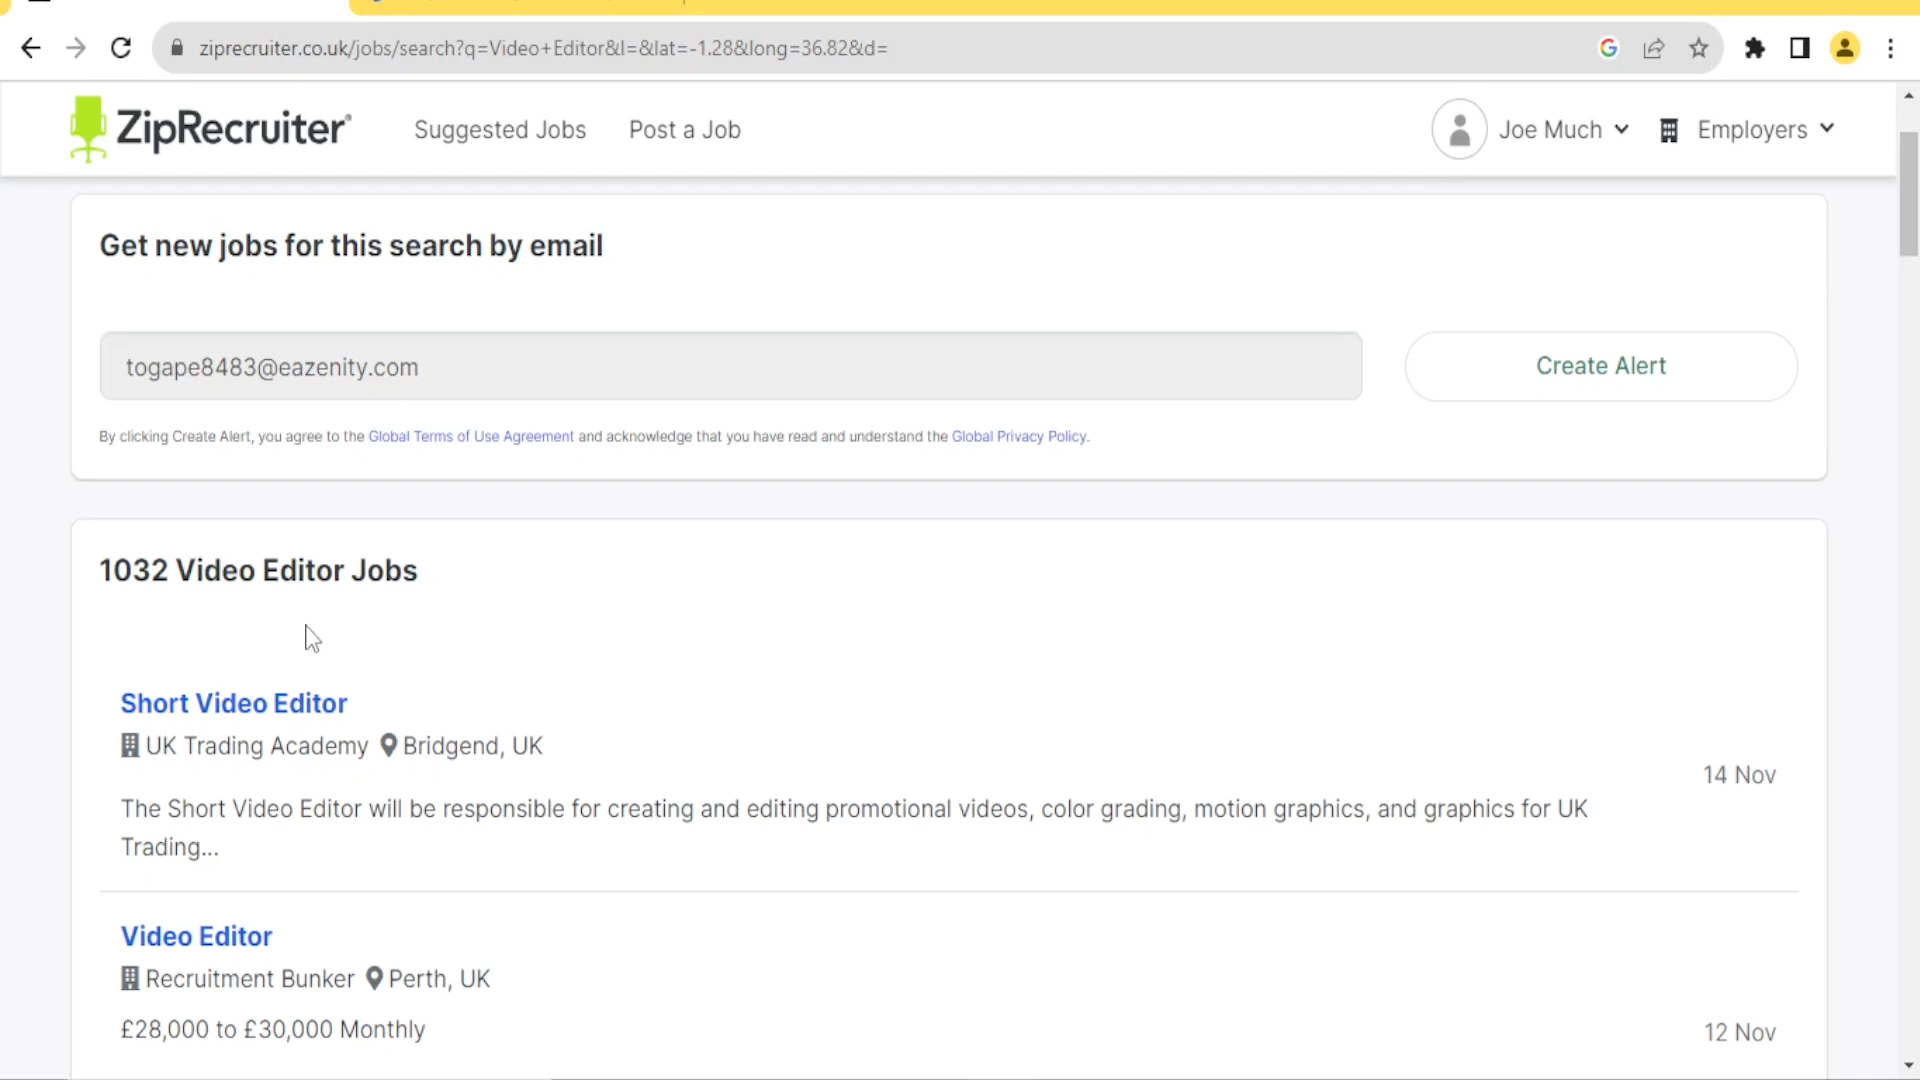 ziprecruiter.co.uk/jobs/search?q=Video+Editor&l=&lat=-1.28&long=36.82&d=
ZipRecruiter® Suggested Jobs Post a Job Joe Much Employers
Get new jobs for this search by email
togape8483@eazenity.com Create Alert
By clicking Create Alert, you agree to the Global Terms of Use Agreement and acknowledge that you have read and understand the Global Privacy Policy.
1032 Video Editor Jobs
Short Video Editor
UK Trading Academy Bridgend, UK
14 Nov
The Short Video Editor will be responsible for creating and editing promotional videos, color grading, motion graphics, and graphics for UK
Trading...
Video Editor
Recruitment Bunker Perth, UK
£28,000 to £30,000 Monthly
12 Nov